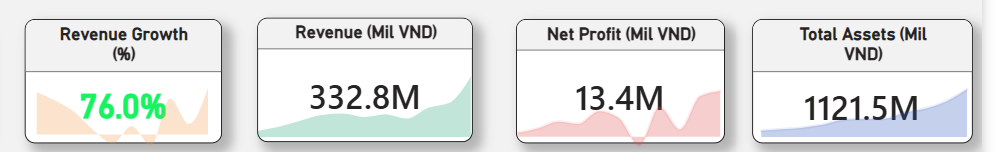 Revenue Growth
(%)
76.0%
Revenue (Mil VND)
332.8M
Net Profit (Mil VND)
13.4M
Total Assets (Mil
VND)
1121.5M